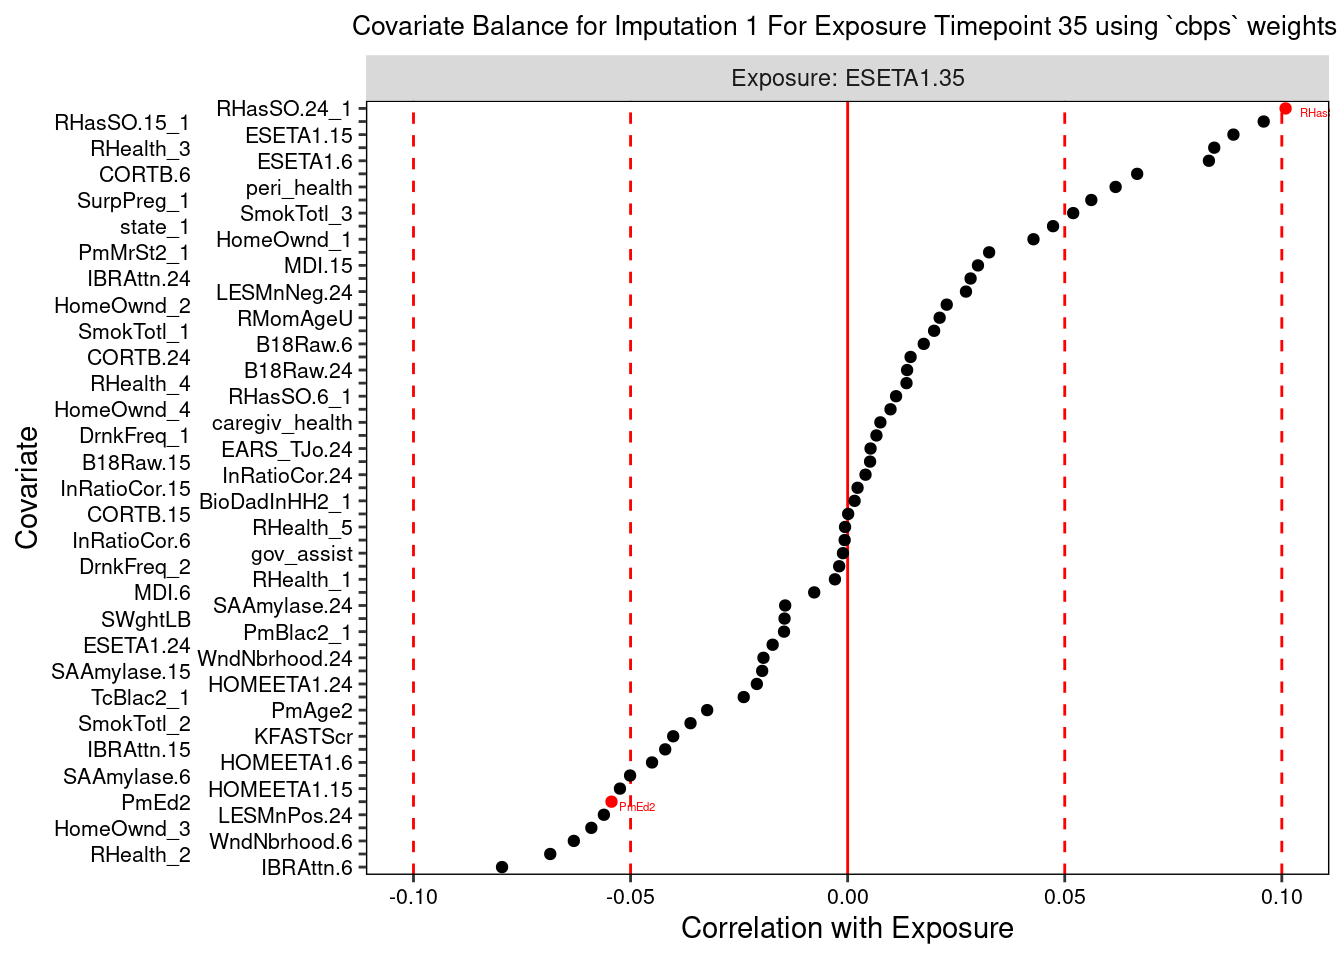 Covariate Balance for Imputation 1 For Exposure Timepoint 35 using `cbps` weights
Exposure: ESETA1.35
RHasSO.24_1
RHas
RHasSO.15_1
ESETA1.15
RHealth_3
ESETA1.6
CORTB.6
peri_health
SurpPreg_1
SmokTotl_3
state_1
HomeOwnd_1
PmMrSt2_1
MDI.15
IBRAttn.24
LESMnNeg.24
HomeOwnd_2
RMomAgeU
SmokTotl_1
B18Raw.6
CORTB.24
B18Raw.24
RHealth_4
RHasSO.6_1
HomeOwnd_4
caregiv_health
DrnkFreq_1
EARS_TJo.24
B18Raw.15
InRatioCor.24
InRatioCor.15
BioDadInHH2_1
CORTB.15
RHealth_5
InRatioCor.6
gov_assist
DrnkFreq_2
RHealth_1
MDI.6
SAAmylase.24
SWghtLB
PmBlac2_1
ESETA1.24
WndNbrhood.24
SAAmylase.15
HOMEETA1.24
TcBlac2_1
PmAge2
SmokTotl_2
KFASTScr
IBRAttn.15
HOMEETA1.6
SAAmylase.6
HOMEETA1.15
PmEd2
PmEd2
LESMnPos.24
HomeOwnd_3
WndNbrhood.6
RHealth_2
IBRAttn.6
Covariate
-0.10
-0.05
0.00
0.05
0.10
Correlation with Exposure